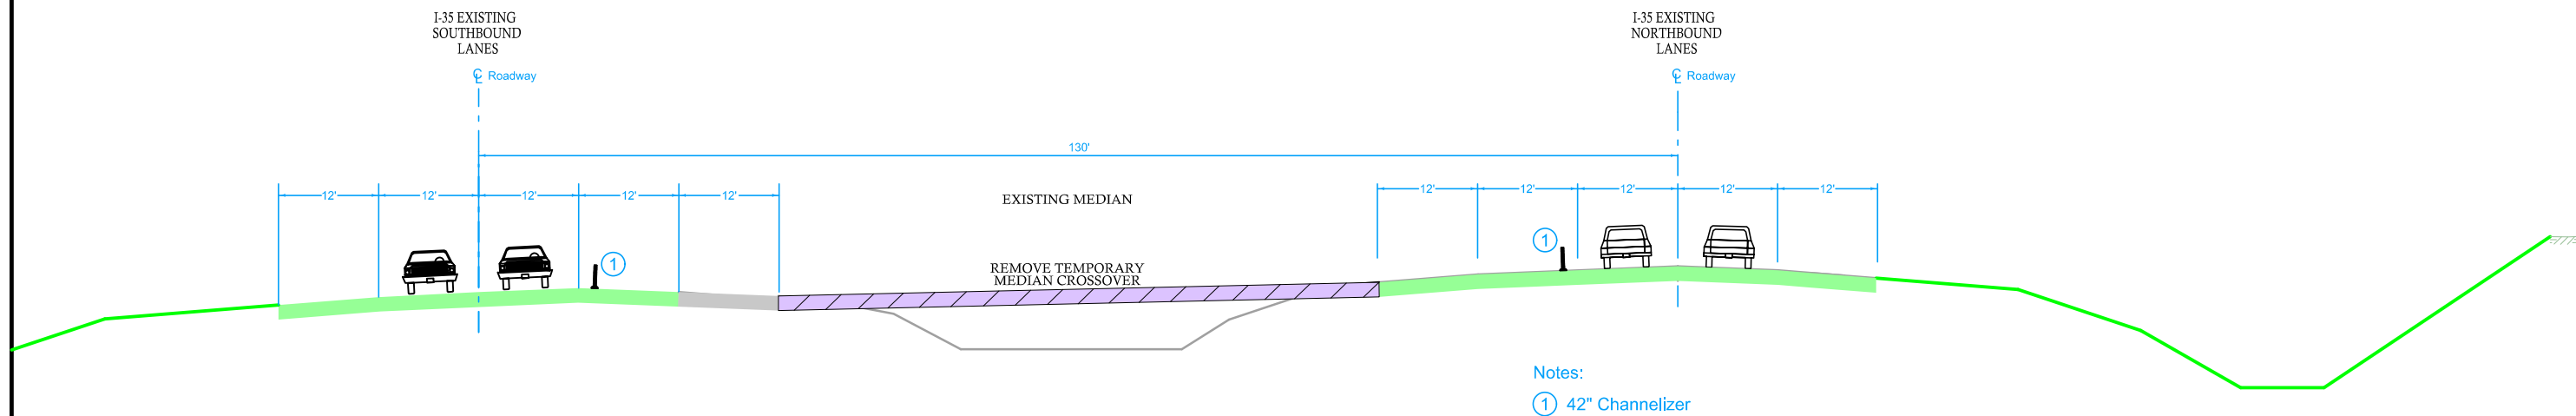 I-35 EXISTING
SOUTHBOUND
LANES
I-35 EXISTING
NORTHBOUND
LANES
℄ Roadway
℄ Roadway
130'
12' 12' 12' 12' 12'
EXISTING MEDIAN
12' 12' 12' 12' 12'
1
1
REMOVE TEMPORARY
MEDIAN CROSSOVER
Notes:
1 42" Channelizer